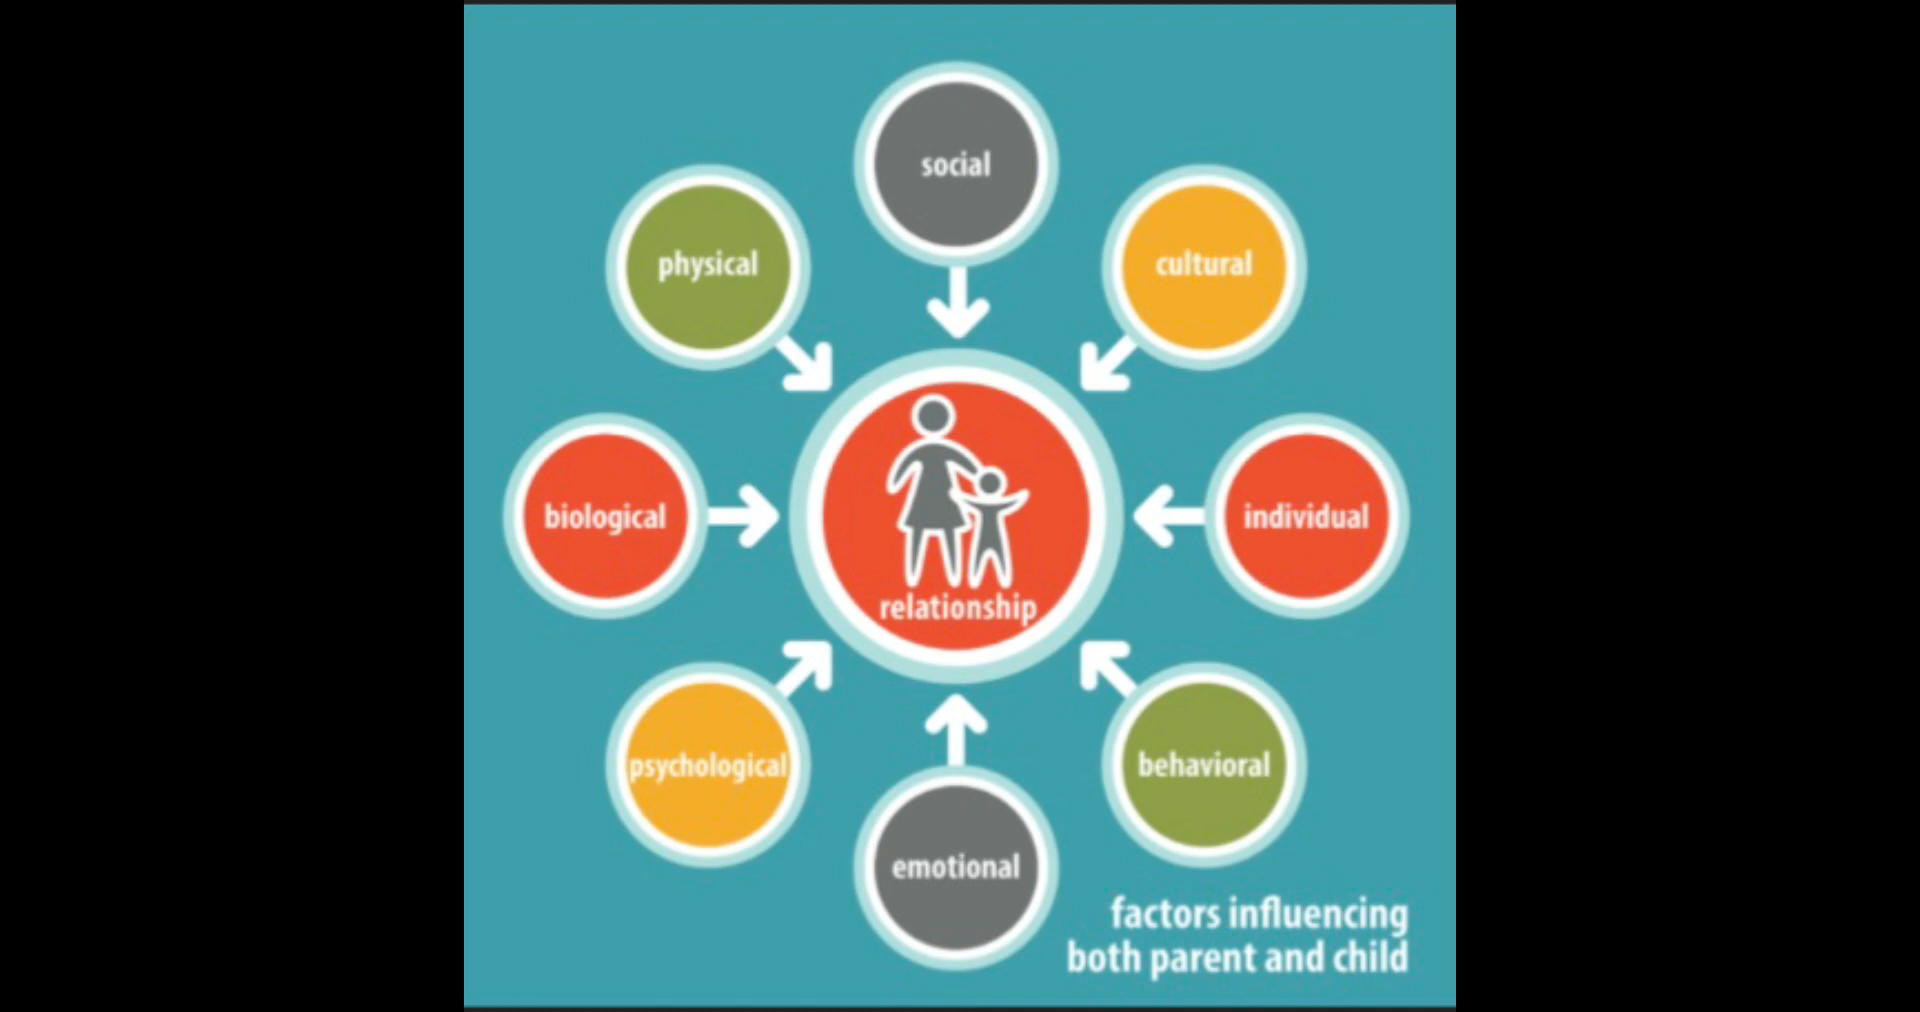 social
physical
cultural
biological
individual
relationship
psychological
behavioral
emotional
factors influencing
both parent and child